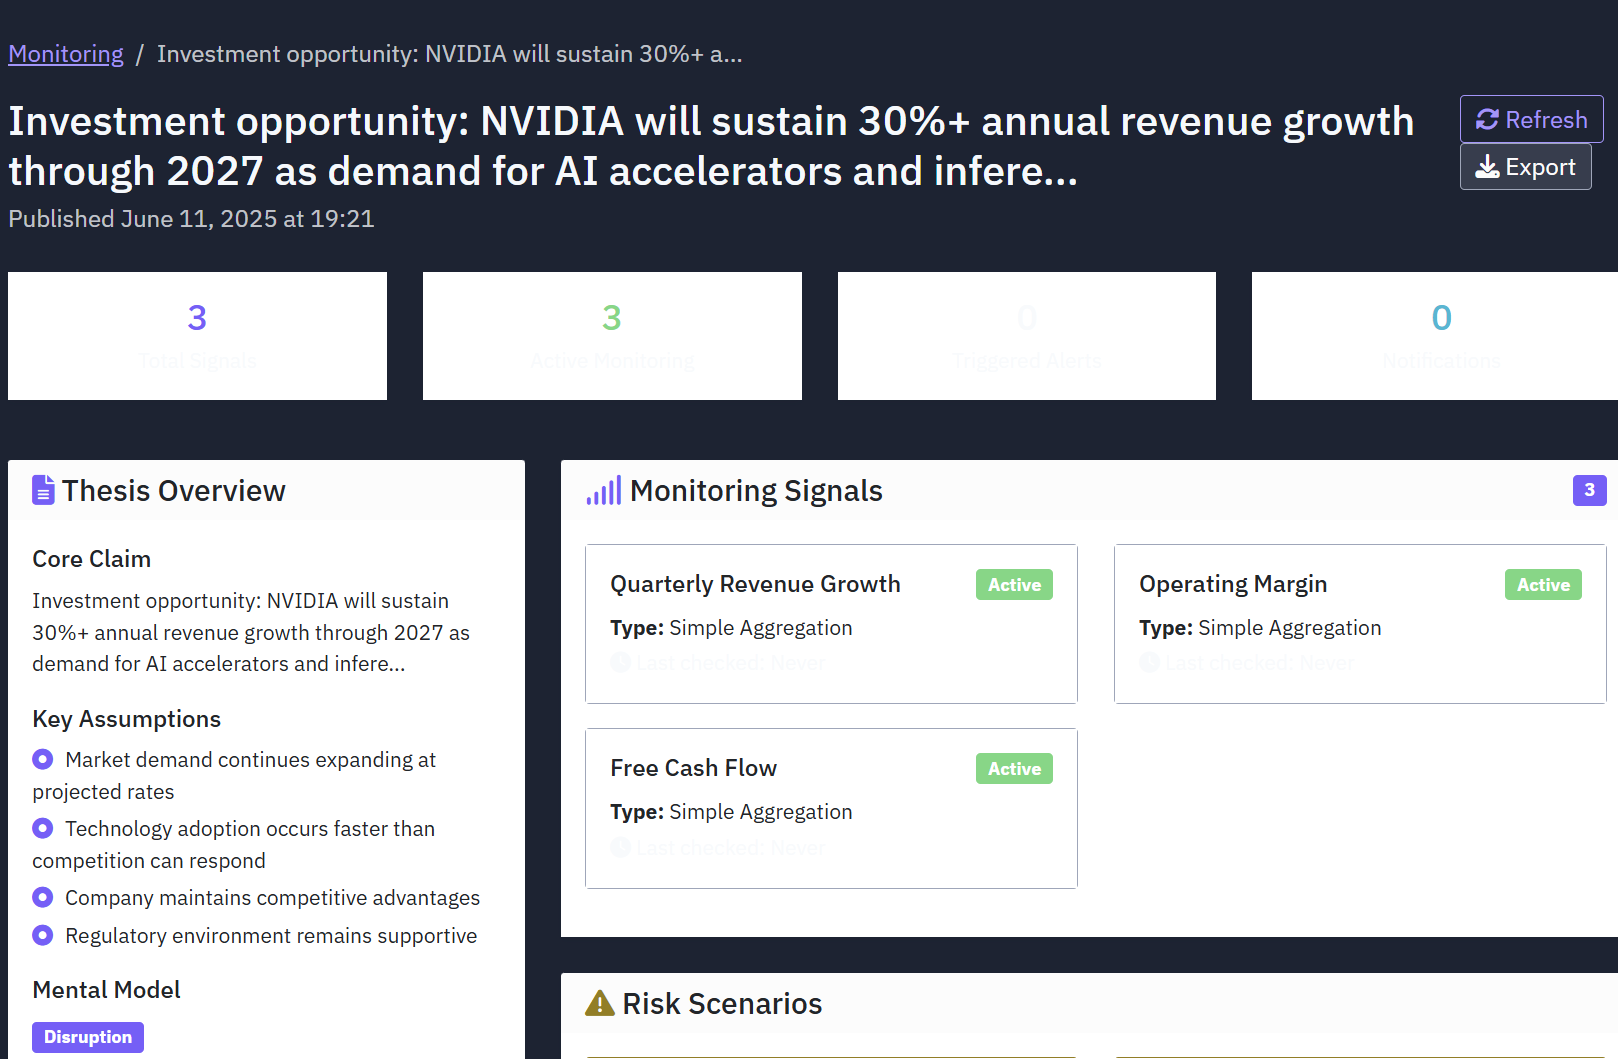 Monitoring / Investment opportunity: NVIDIA will sustain 30%+ a...
Investment opportunity: NVIDIA will sustain 30%+ annual revenue growth
through 2027 as demand for AI accelerators and infere...
Published June 11, 2025 at 19:21
Refresh
Export
3
Total Signals
3
Active Monitoring
0
Triggered Alerts
0
Notifications
Thesis Overview
Core Claim
Investment opportunity: NVIDIA will sustain
30%+ annual revenue growth through 2027 as
demand for AI accelerators and infere...
Key Assumptions
Market demand continues expanding at
projected rates
Technology adoption occurs faster than
competition can respond
Company maintains competitive advantages
Regulatory environment remains supportive
Mental Model
Disruption
Monitoring Signals
3
Quarterly Revenue Growth
Active
Type: Simple Aggregation
Last checked: Never
Operating Margin
Active
Type: Simple Aggregation
Last checked: Never
Free Cash Flow
Active
Type: Simple Aggregation
Last checked: Never
Risk Scenarios